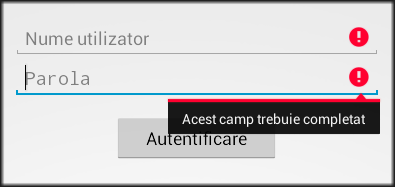 Nume utilizator
Parola
Acest camp trebuie completat
Autentificare